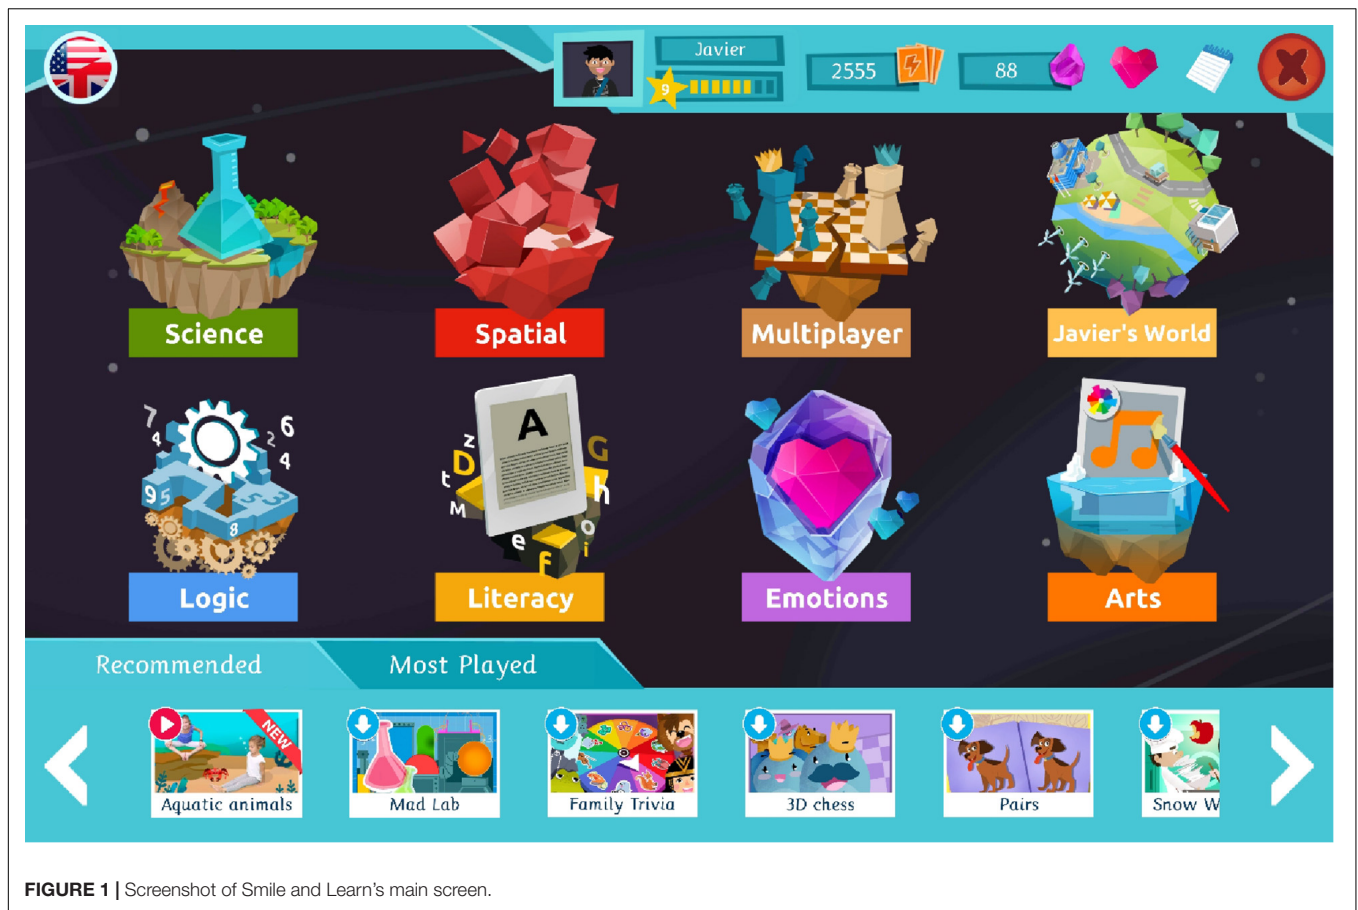 Javier
9
2555
88
Science
Spatial
Multiplayer
Javier's World
7
4
6
2
4
9
5
8
Logic
A
z
D
t
M
e
f
G
h
o
i
Literacy
Emotions
Arts
Recommended
Most Played
NEW
Aquatic animals
Mad Lab
Family Trivia
3D chess
Pairs
Snow W
FIGURE 1 | Screenshot of Smile and Learn's main screen.